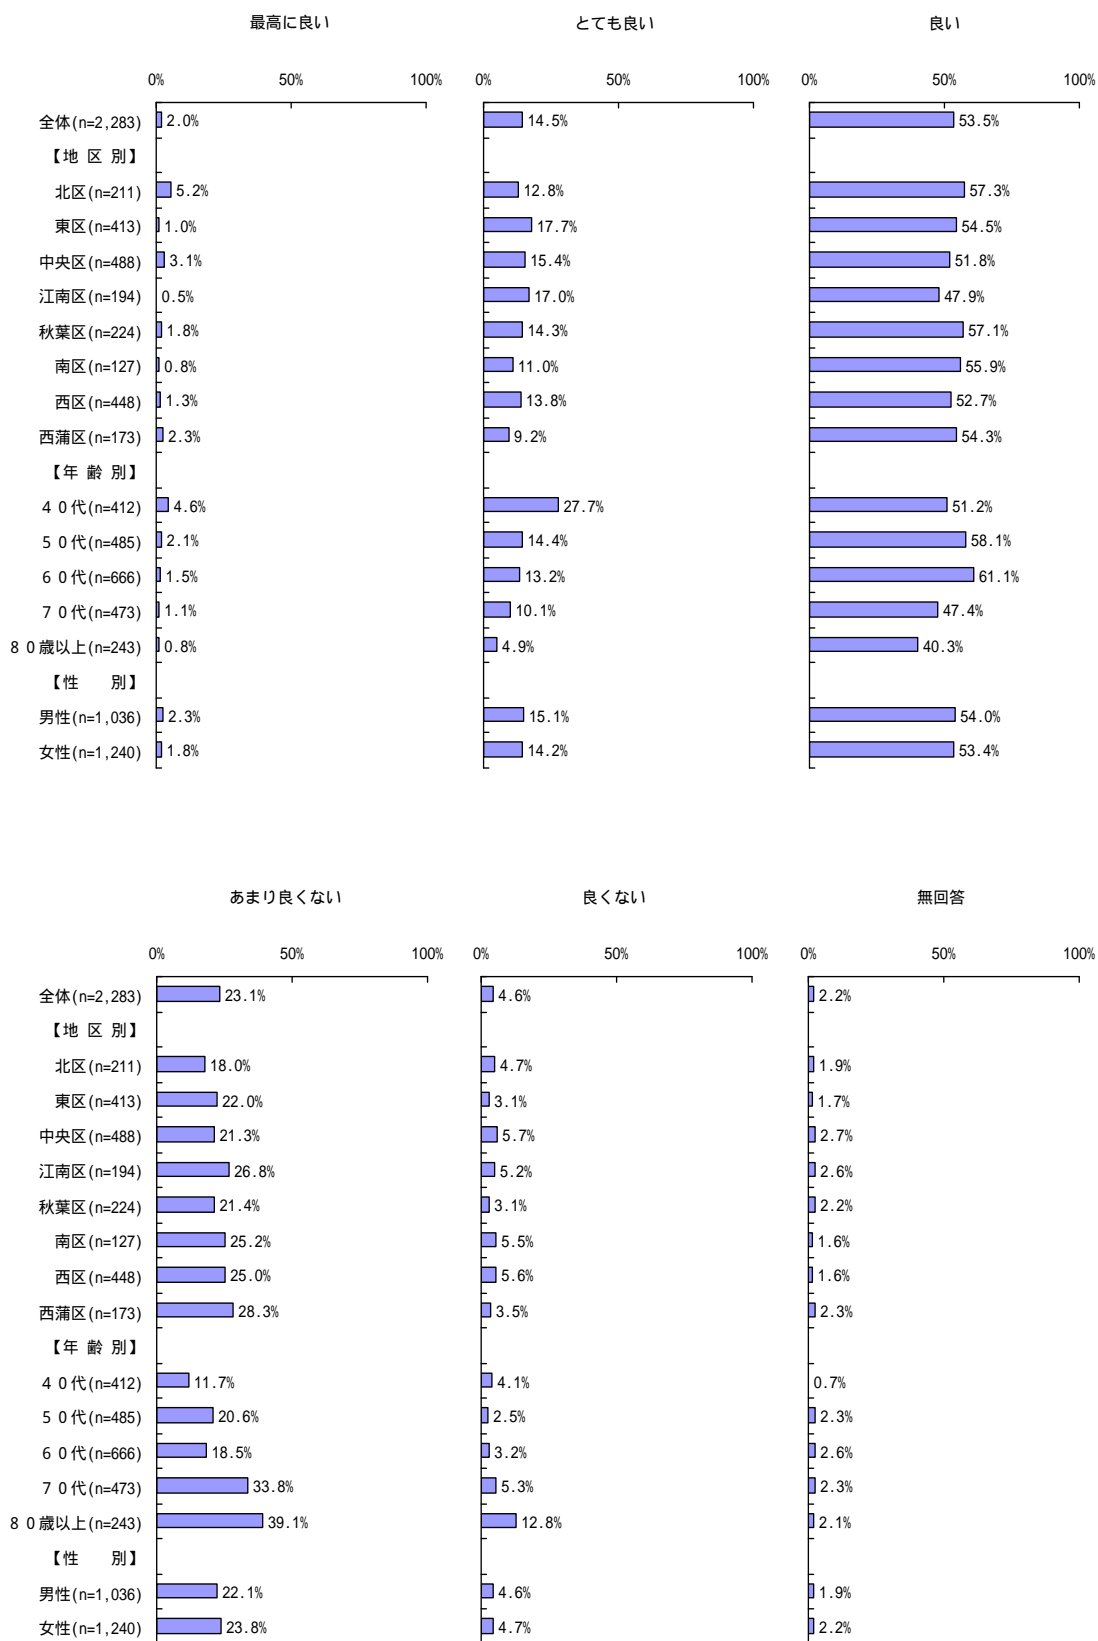 最高に良い とても良い 良い
0% 50% 100% 0% 50% 100% 0% 50% 100%
全体(n=2,283) 2.0% 14.5% 53.5%
【地 区 別】
北区(n=211) 5.2% 12.8% 57.3%
東区(n=413) 1.0% 17.7% 54.5%
中央区(n=488) 3.1% 15.4% 51.8%
江南区(n=194) 0.5% 17.0% 47.9%
秋葉区(n=224) 1.8% 14.3% 57.1%
南区(n=127) 0.8% 11.0% 55.9%
西区(n=448) 1.3% 13.8% 52.7%
西蒲区(n=173) 2.3% 9.2% 54.3%
【年 齢 別】
４０代(n=412) 4.6% 27.7% 51.2%
５０代(n=485) 2.1% 14.4% 58.1%
６０代(n=666) 1.5% 13.2% 61.1%
７０代(n=473) 1.1% 10.1% 47.4%
８０歳以上(n=243) 0.8% 4.9% 40.3%
【性　別】
男性(n=1,036) 2.3% 15.1% 54.0%
女性(n=1,240) 1.8% 14.2% 53.4%
あまり良くない 良くない 無回答
0% 50% 100% 0% 50% 100% 0% 50% 100%
全体(n=2,283) 23.1% 4.6% 2.2%
【地 区 別】
北区(n=211) 18.0% 4.7% 1.9%
東区(n=413) 22.0% 3.1% 1.7%
中央区(n=488) 21.3% 5.7% 2.7%
江南区(n=194) 26.8% 5.2% 2.6%
秋葉区(n=224) 21.4% 3.1% 2.2%
南区(n=127) 25.2% 5.5% 1.6%
西区(n=448) 25.0% 5.6% 1.6%
西蒲区(n=173) 28.3% 3.5% 2.3%
【年 齢 別】
４０代(n=412) 11.7% 4.1% 0.7%
５０代(n=485) 20.6% 2.5% 2.3%
６０代(n=666) 18.5% 3.2% 2.6%
７０代(n=473) 33.8% 5.3% 2.3%
８０歳以上(n=243) 39.1% 12.8% 2.1%
【性　別】
男性(n=1,036) 22.1% 4.6% 1.9%
女性(n=1,240) 23.8% 4.7% 2.2%